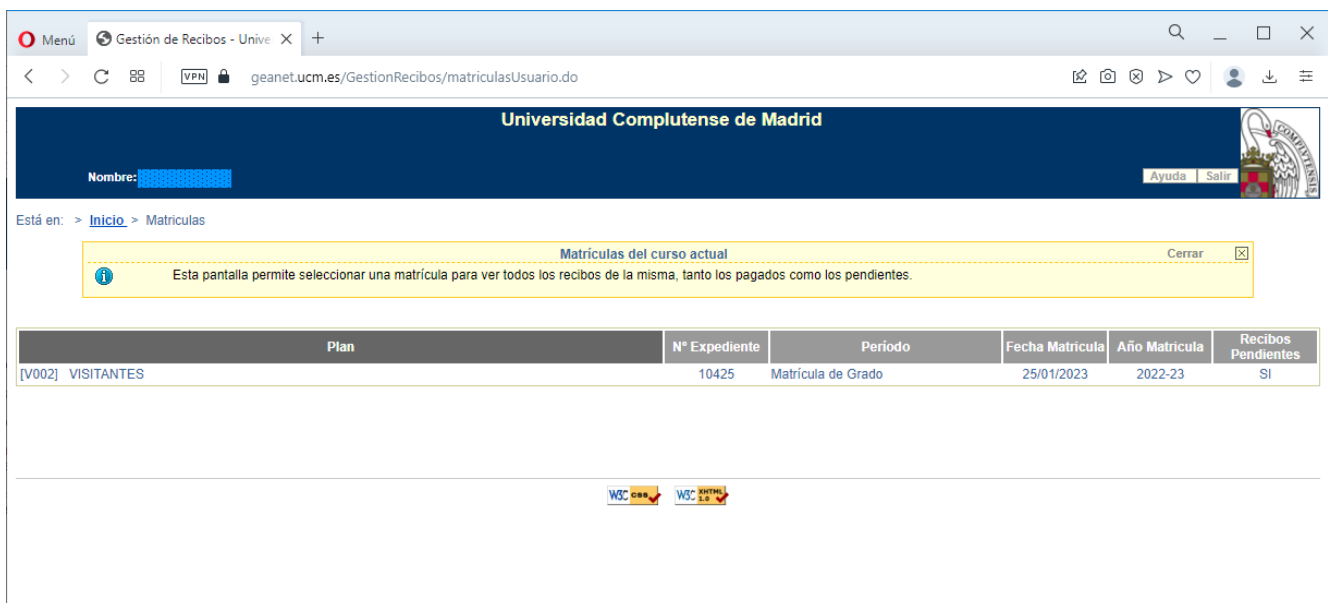 Menú Gestión de Recibos - Unive
VPN geanet.ucm.es/GestionRecibos/matriculasUsuario.do
Universidad Complutense de Madrid
Nombre:
Ayuda Salir
COMPLVTENSIS
Está en: > Inicio > Matriculas
Matrículas del curso actual Cerrar
Esta pantalla permite seleccionar una matrícula para ver todos los recibos de la misma, tanto los pagados como los pendientes.
Plan Nº Expediente Período Fecha Matricula Año Matricula Recibos Pendientes
[V002] VISITANTES 10425 Matrícula de Grado 25/01/2023 2022-23 SI
W3C css W3C XHTML 1.0